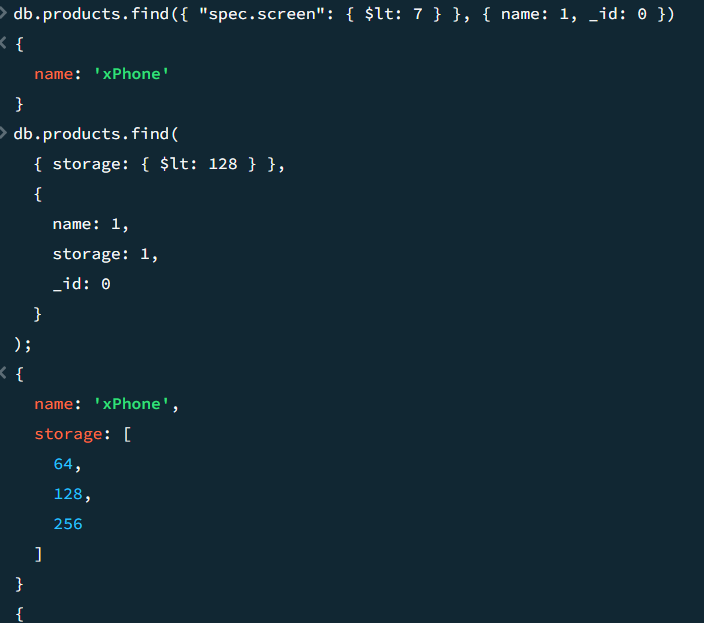 db.products.find({ "spec.screen": { $lt: 7 } }, { name: 1, _id: 0 })
{
name: 'xPhone'
}
db.products.find(
{ storage: { $lt: 128 } },
{
name: 1,
storage: 1,
_id: 0
}
);
{
name: 'xPhone',
storage: [
64,
128,
256
]
}
{